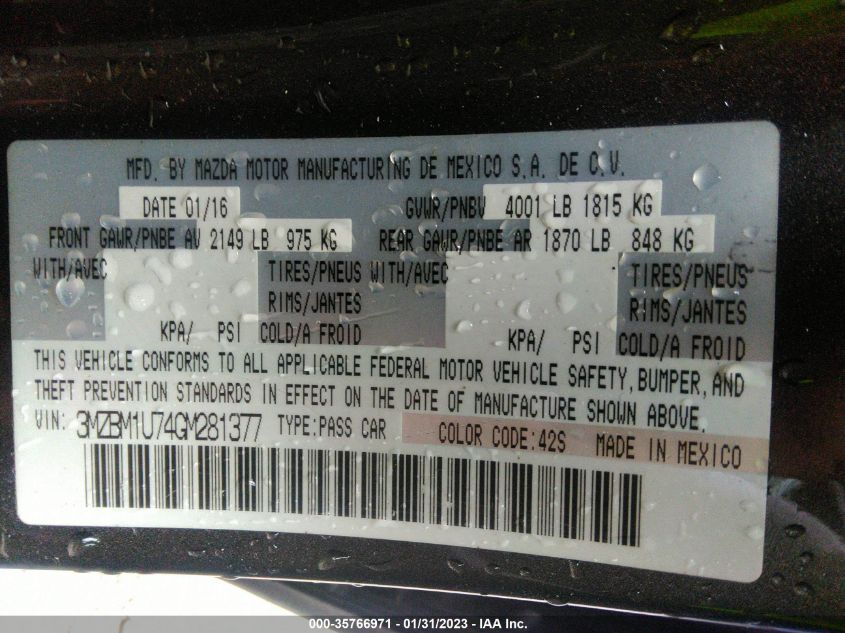 MFD. BY MAZDA MOTOR MANUFACTURING DE MEXICO S.A. DE C.V.
DATE 01/16 GVWR/PNBV 4001 LB 1815 KG
FRONT GAWR/PNBE AV 2149 LB 975 KG REAR GAWR/PNBE AR 1870 LB 848 KG
WITH/AVEC TIRES/PNEUS WITH/AVEC TIRES/PNEUS
RIMS/JANTES RIMS/JANTES
KPA/ PSI COLD/A FROID KPA/ PSI COLD/A FROID
THIS VEHICLE CONFORMS TO ALL APPLICABLE FEDERAL MOTOR VEHICLE SAFETY, BUMPER, AND
THEFT PREVENTION STANDARDS IN EFFECT ON THE DATE OF MANUFACTURE SHOWN ABOVE.
VIN: 3MZBM1U74GM281377 TYPE:PASS CAR COLOR CODE:42S MADE IN MEXICO
000-35766971 - 01/31/2023 - IAA Inc.